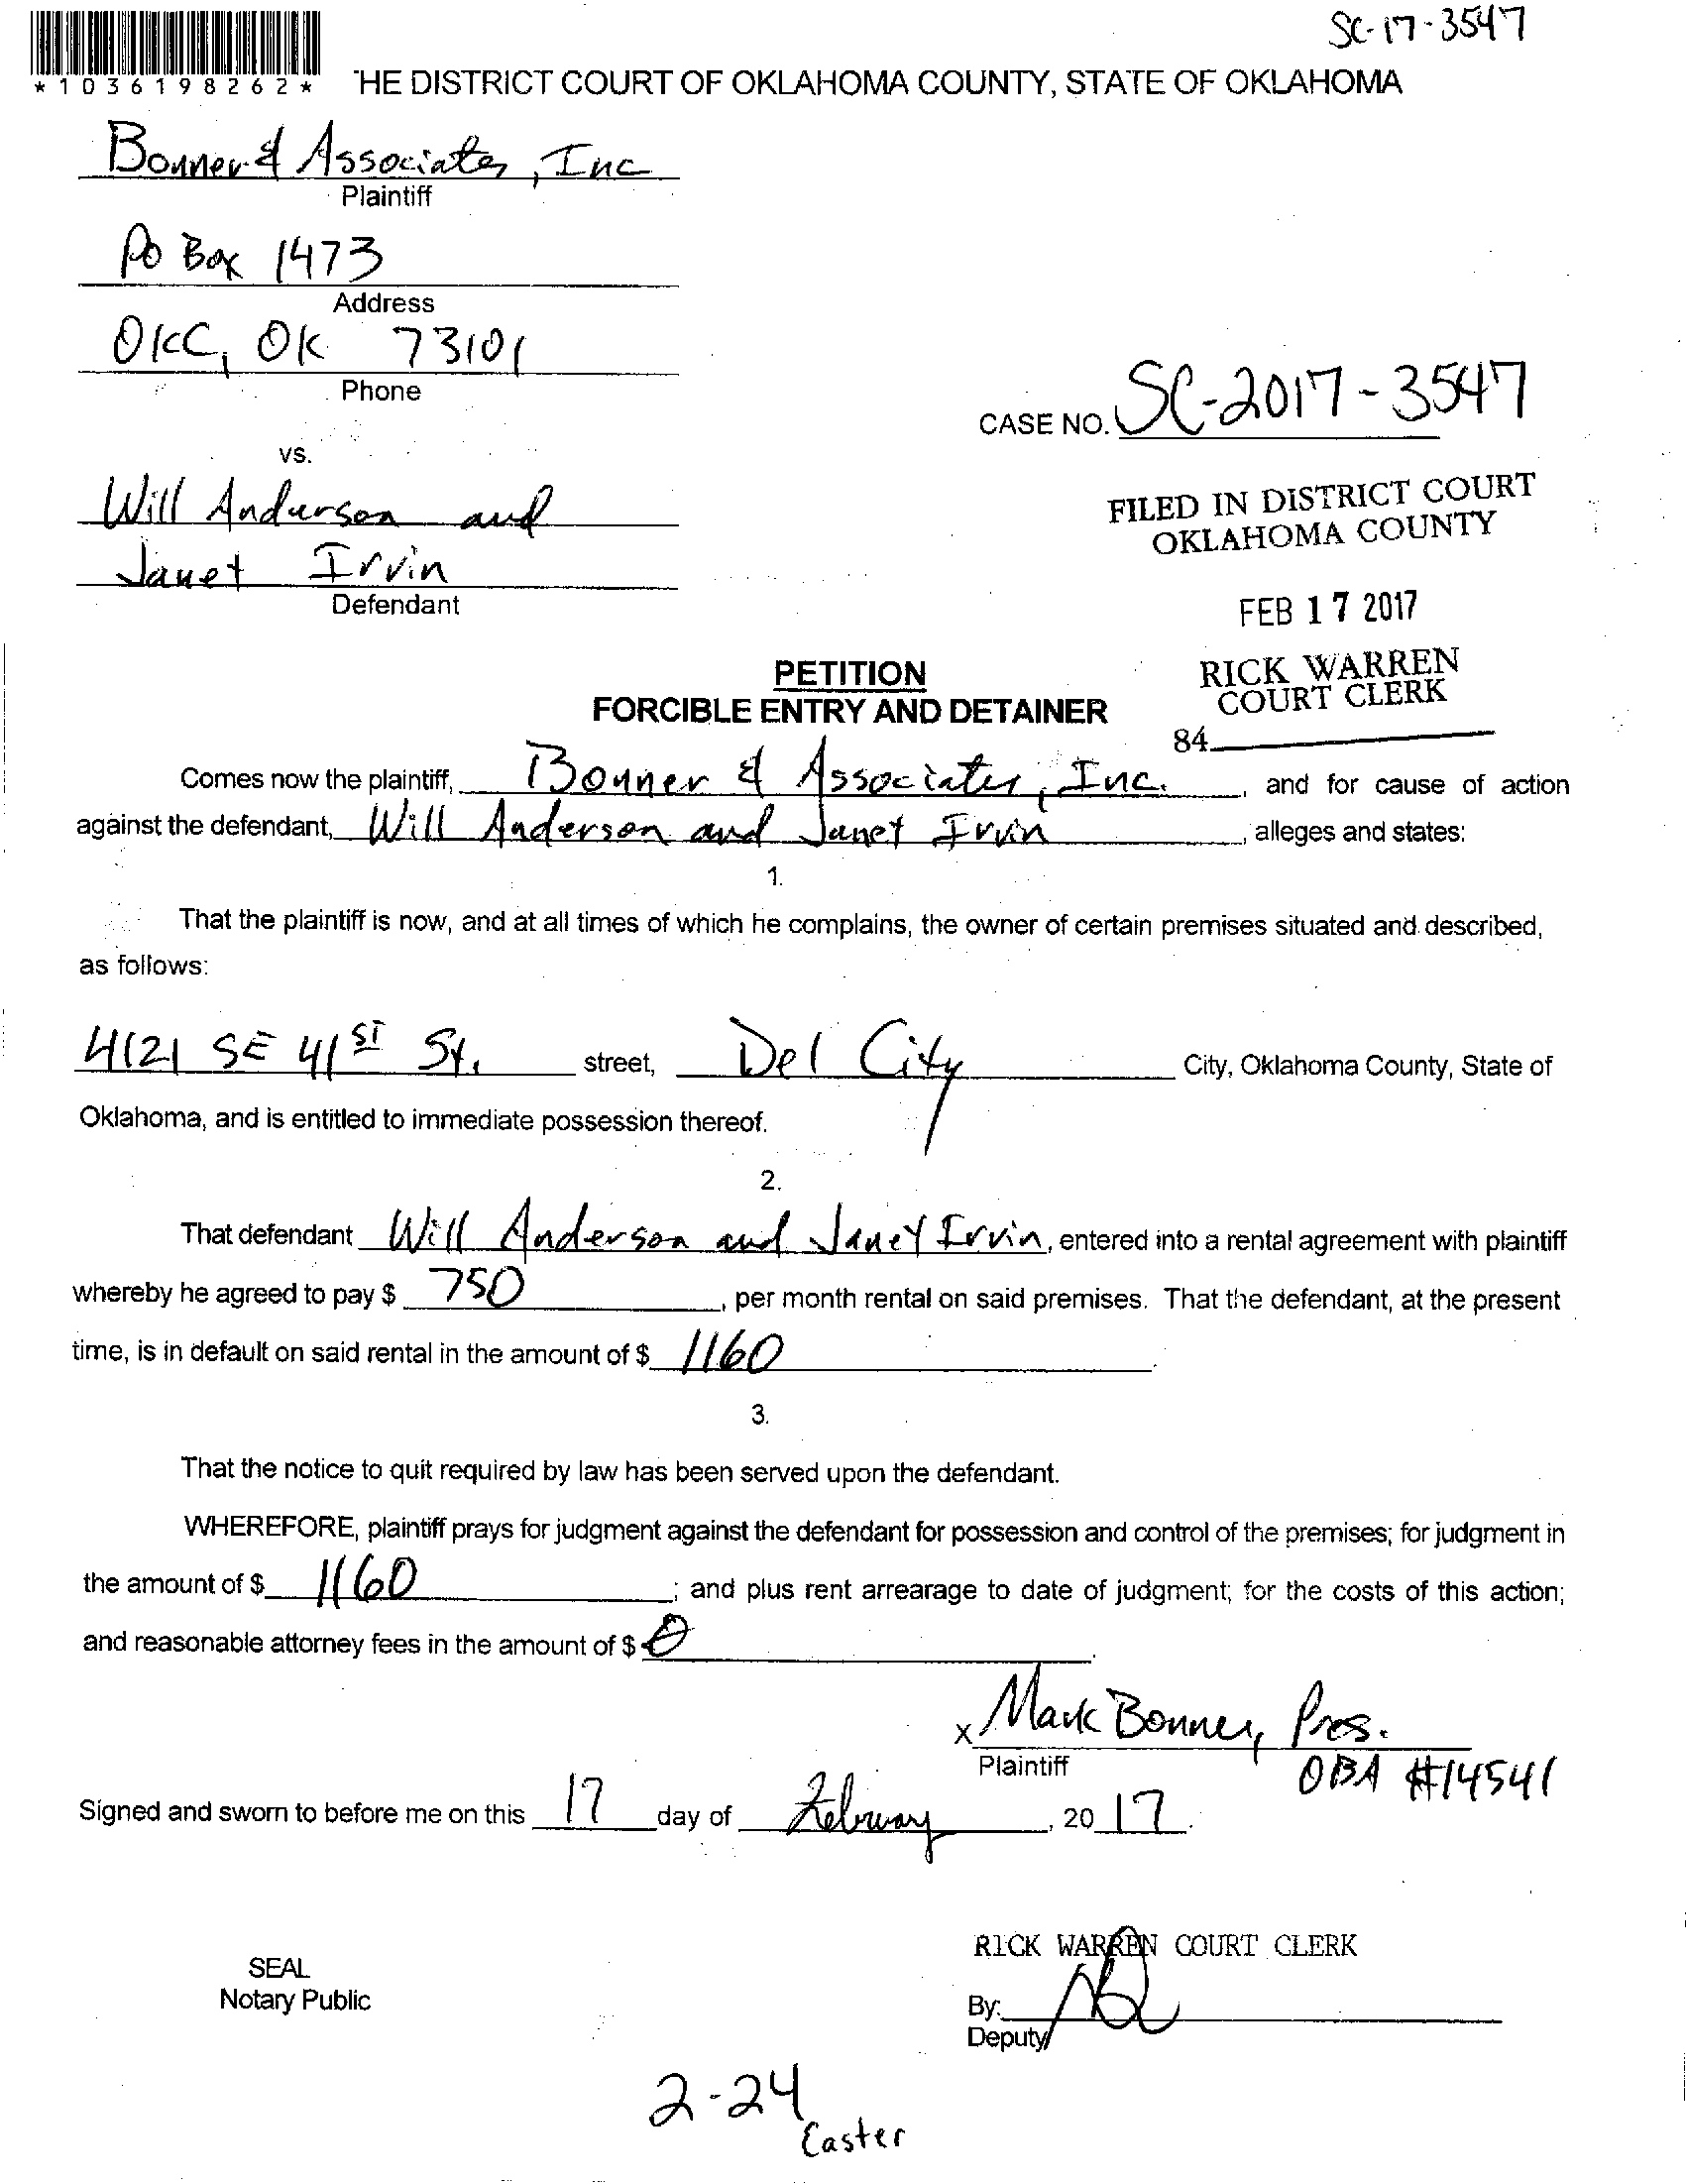 SC-17-3547
*1036198262*
THE DISTRICT COURT OF OKLAHOMA COUNTY, STATE OF OKLAHOMA
Bonner & Associates, Inc
Plaintiff
PO Box 1473
Address
OKC, OK 73101
Phone
CASE NO. SC-2017-3547
vs.
Will Anderson and
Janet Irvin
Defendant
FILED IN DISTRICT COURT
OKLAHOMA COUNTY
FEB 17 2017
RICK WARREN
COURT CLERK
84
PETITION
FORCIBLE ENTRY AND DETAINER
Comes now the plaintiff, Bonner & Associates, Inc., and for cause of action
against the defendant, Will Anderson and Janet Irvin, alleges and states:
1.
That the plaintiff is now, and at all times of which he complains, the owner of certain premises situated and described,
as follows:
4121 SE 41ST St. street, Del City City, Oklahoma County, State of
Oklahoma, and is entitled to immediate possession thereof.
2.
That defendant Will Anderson and Janet Irvin, entered into a rental agreement with plaintiff
whereby he agreed to pay $ 750, per month rental on said premises. That the defendant, at the present
time, is in default on said rental in the amount of $ 1160.
3.
That the notice to quit required by law has been served upon the defendant.
WHEREFORE, plaintiff prays for judgment against the defendant for possession and control of the premises; for judgment in
the amount of $ 1160; and plus rent arrearage to date of judgment; for the costs of this action;
and reasonable attorney fees in the amount of $ 0.
x Mark Bonner, Pres.
Plaintiff
OBA #14541
Signed and sworn to before me on this 17 day of February, 20 17.
RICK WARREN COURT CLERK
SEAL
Notary Public
By:
Deputy
2-24
Easter